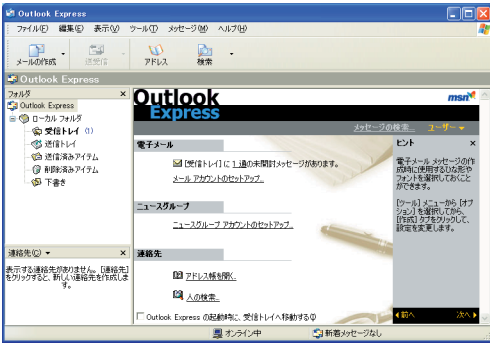 Outlook Express
ファイル(F) 編集(E) 表示(V) ツール(T) メッセージ(M) ヘルプ(H)
メールの作成 送受信 アドレス 検索
Outlook Express
フォルダ ×
Outlook Express
ローカル フォルダ
受信トレイ (1)
送信トレイ
送信済みアイテム
削除済みアイテム
下書き
連絡先(C) ×
表示する連絡先がありません。[連絡先]
をクリックすると、新しい連絡先を作成しま
す。
Outlook
Express
msn
メッセージの検索... ユーザー
電子メール
[受信トレイ] に 1 通の未開封メッセージがあります。
メール アカウントのセットアップ...
ニュースグループ
ニュースグループ アカウントのセットアップ...
連絡先
アドレス帳を開く...
人の検索...
Outlook Express の起動時に、受信トレイへ移動する(I)
ヒント ×
電子メール メッセージの作
成時に使用するひな形や
フォントを選択しておくこと
ができます。
[ツール] メニューから [オプ
ション] を選択してから、
[作成] タブをクリックして、
設定を変更します。
前へ 次へ
オンライン中 新着メッセージなし